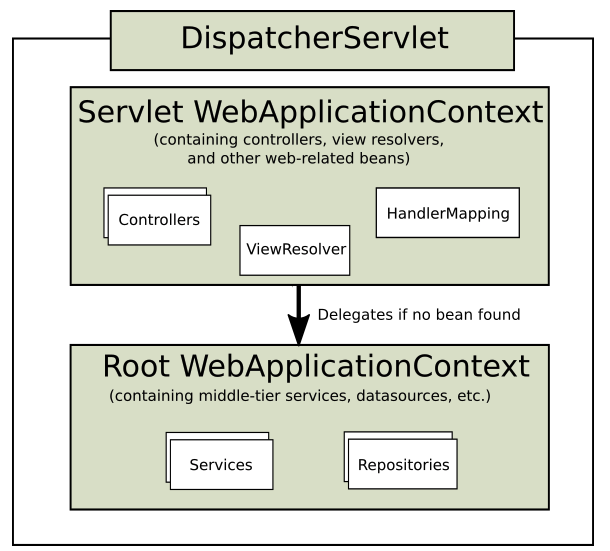 DispatcherServlet
Servlet WebApplicationContext
(containing controllers, view resolvers,
and other web-related beans)
Controllers
HandlerMapping
ViewResolver
Delegates if no bean found
Root WebApplicationContext
(containing middle-tier services, datasources, etc.)
Services
Repositories